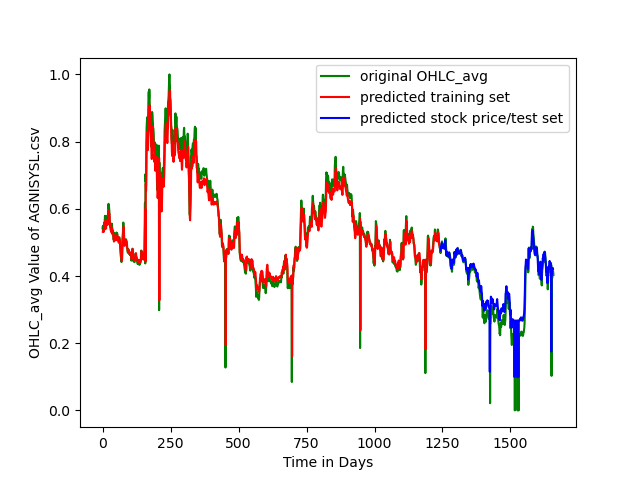 original OHLC_avg
predicted training set
predicted stock price/test set
OHLC_avg Value of AGNISYSL.csv
1.0
0.8
0.6
0.4
0.2
0.0
0 250 500 750 1000 1250 1500
Time in Days